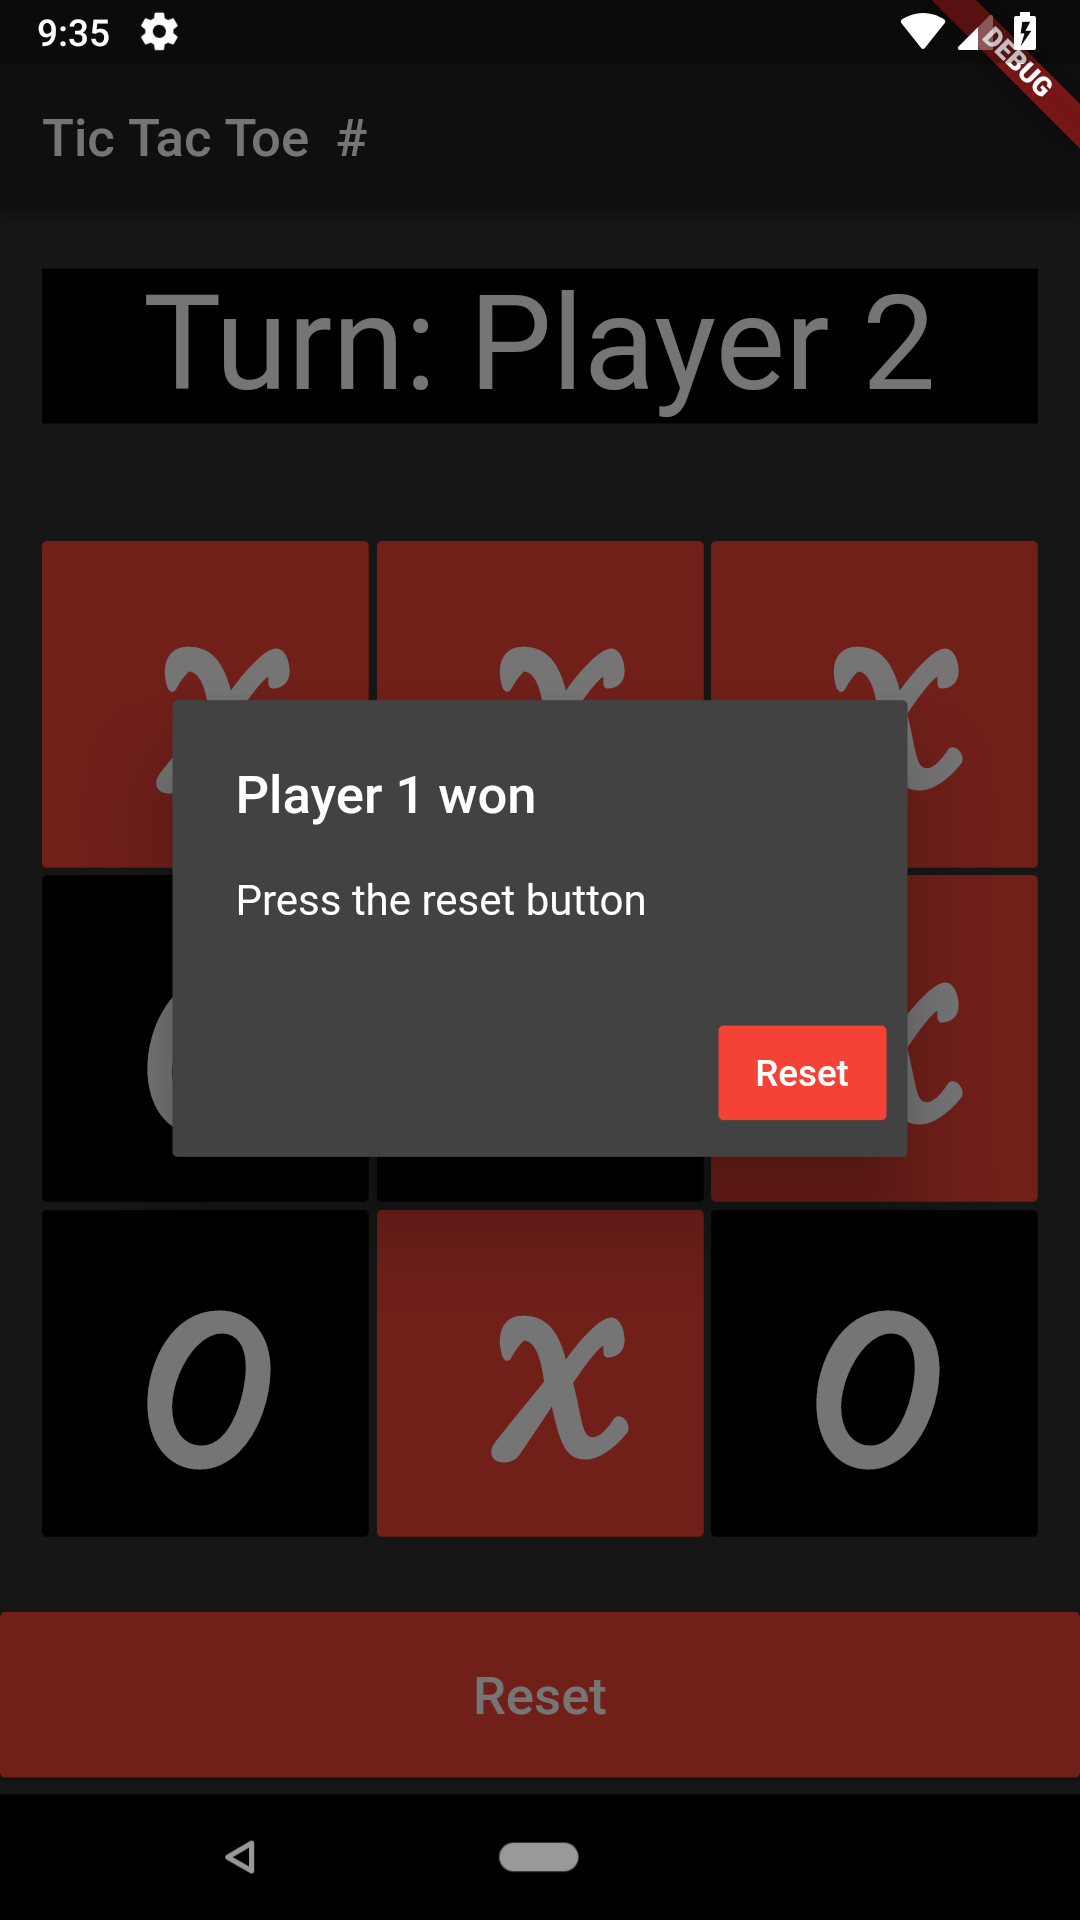 9:35
DEBUG
Tic Tac Toe #
Turn: Player 2
X X X
Player 1 won
Press the reset button
Reset
O X O
Reset